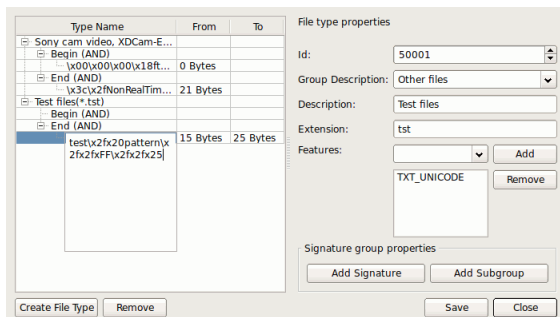 Type Name From To
Sony cam video, XDCam-E...
Begin (AND)
\x00\x00\x00\x18ft... 0 Bytes
End (AND)
\x3c\x2fNonRealTim... 21 Bytes
Test files(*.tst)
Begin (AND)
End (AND)
15 Bytes 25 Bytes
test\x2fx20pattern\x
2fx2fxFF\x2fx2fx25
Create File Type Remove
File type properties
Id: 50001
Group Description: Other files
Description: Test files
Extension: tst
Features: Add
TXT_UNICODE Remove
Signature group properties
Add Signature Add Subgroup
Save Close